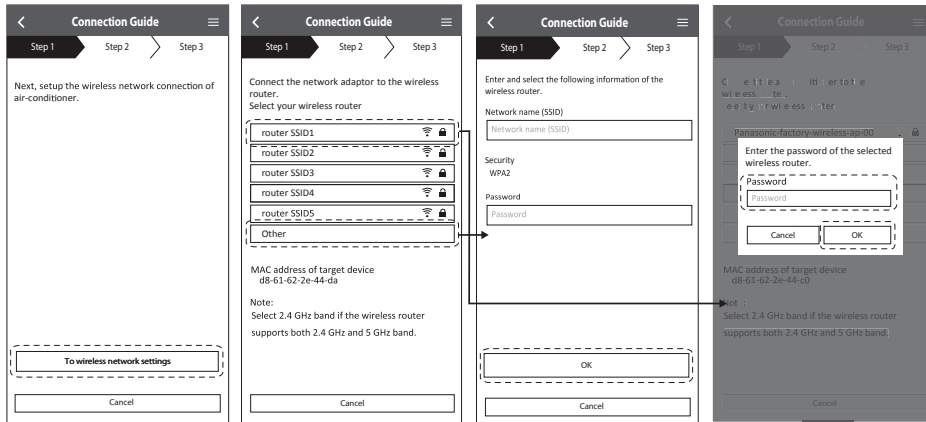 Connection Guide
Step 1 Step 2 Step 3
Next, setup the wireless network connection of
air-conditioner.
To wireless network settings
Cancel
Connection Guide
Step 1 Step 2 Step 3
Connect the network adaptor to the wireless
router.
Select your wireless router
router SSID1
router SSID2
router SSID3
router SSID4
router SSID5
Other
MAC address of target device
d8-61-62-2e-44-da
Note:
Select 2.4 GHz band if the wireless router
supports both 2.4 GHz and 5 GHz band.
Cancel
Connection Guide
Step 1 Step 2 Step 3
Enter and select the following information of the
wireless router.
Network name (SSID)
Network name (SSID)
Security
WPA2
Password
Password
OK
Cancel
Connection Guide
Step 1 Step 2 Step 3
Panasonic-factory-wireless-ap-00
Enter the password of the selected
wireless router.
Password
Password
Cancel OK
MAC address of target device
d8-61-62-2e-44-c0
Select 2.4 GHz band if the wireless router
supports both 2.4 GHz and 5 GHz band.
Cancel